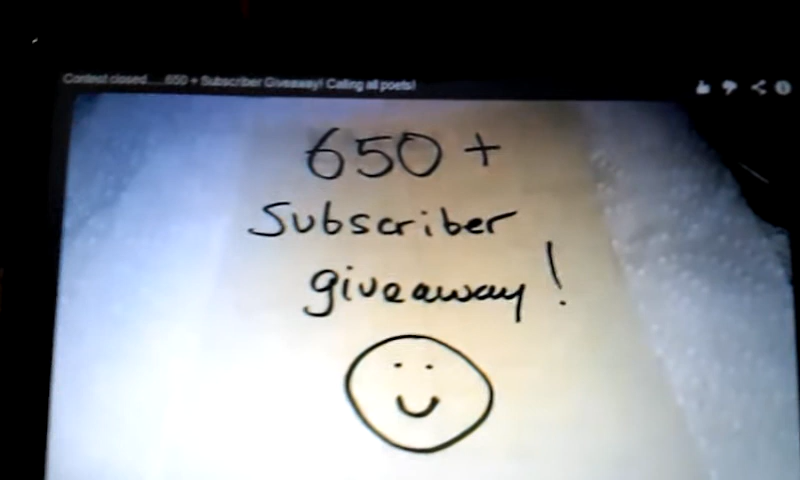 Contest closed.....650 + Subscriber Giveaway! Calling all poets!
650 +
Subscriber
giveaway!